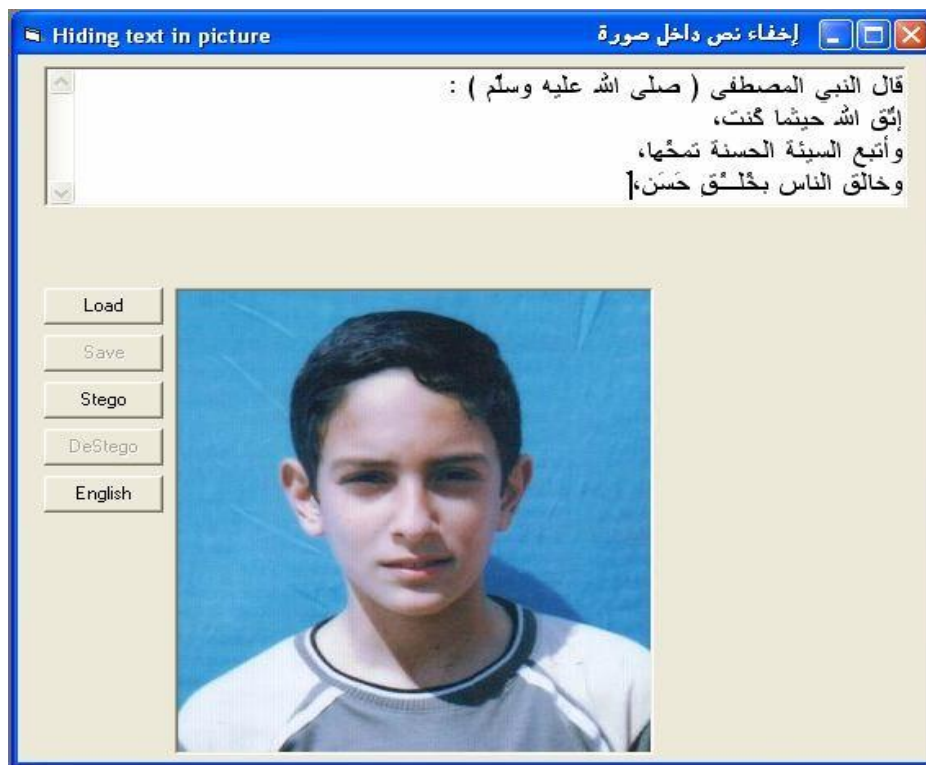 Hiding text in picture
إخفاء نص داخل صورة
قال النبي المصطفى ( صلى الله عليه وسلّم ) :
إتّق الله حيثما كُنت،
وأتبع السيئة الحسنة تمحُها،
وخالق الناس بخُلـــُقٍ حَسَن،
Load
Save
Stego
DeStego
English